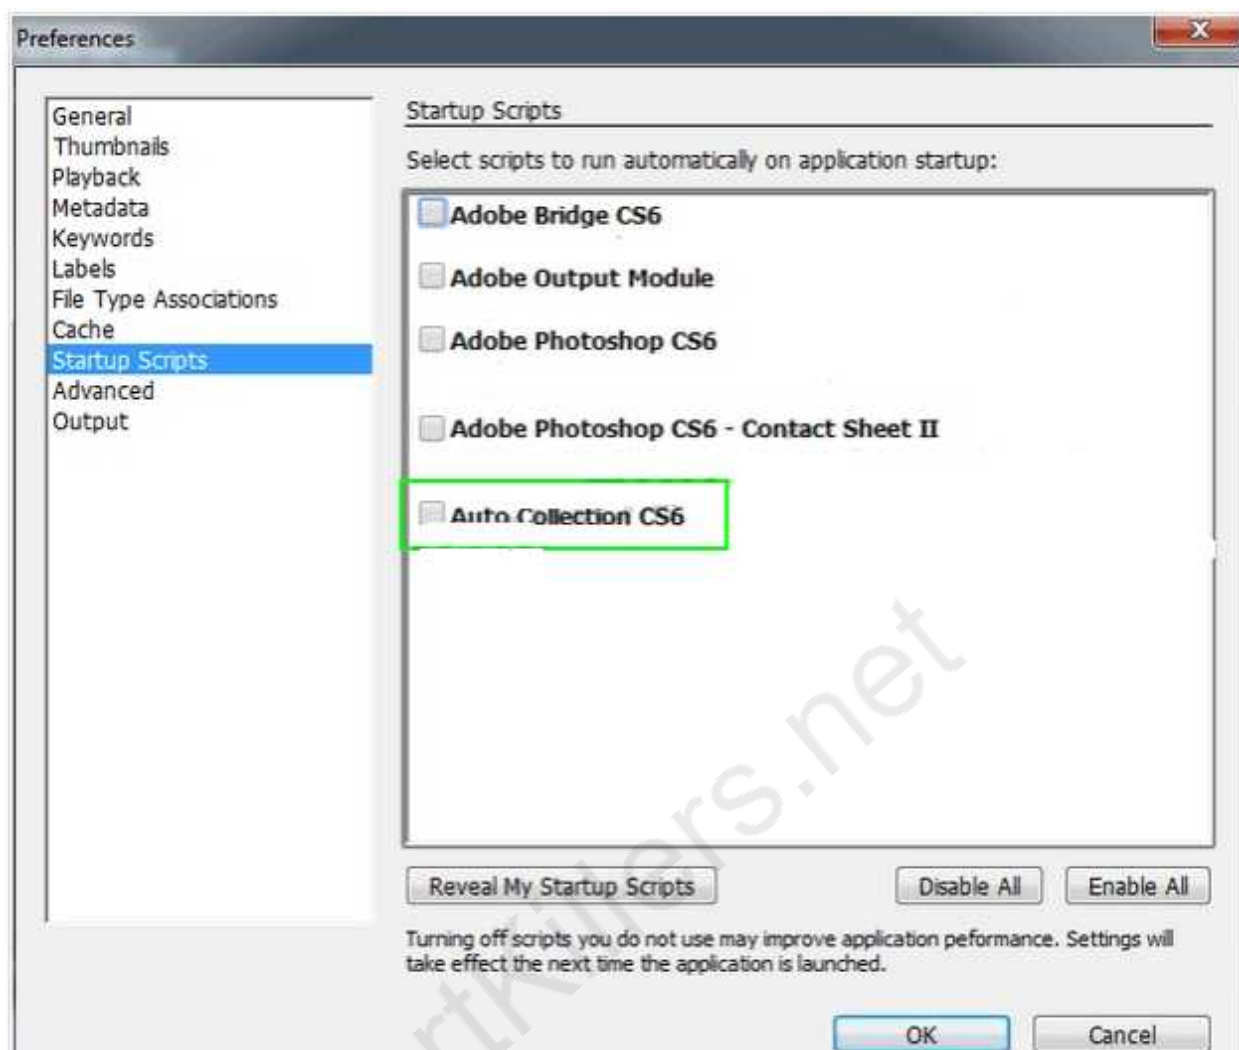 Preferences
X
General
Thumbnails
Playback
Metadata
Keywords
Labels
File Type Associations
Cache
Startup Scripts
Advanced
Output
Startup Scripts
Select scripts to run automatically on application startup:
Adobe Bridge CS6
Adobe Output Module
Adobe Photoshop CS6
Adobe Photoshop CS6 - Contact Sheet II
Auto Collection CS6
Reveal My Startup Scripts
Disable All
Enable All
Turning off scripts you do not use may improve application peformance. Settings will
take effect the next time the application is launched.
OK
Cancel
rtkillers.net